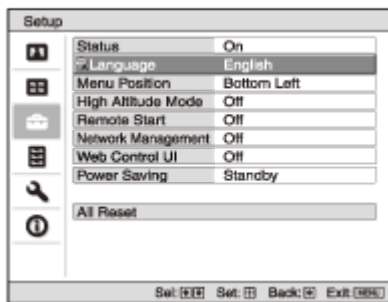 Setup
Status On
Language English
Menu Position Bottom Left
High Altitude Mode Off
Remote Start Off
Network Management Off
Web Control UI Off
Power Saving Standby
All Reset
Sel: Set: Back: Exit: MENU